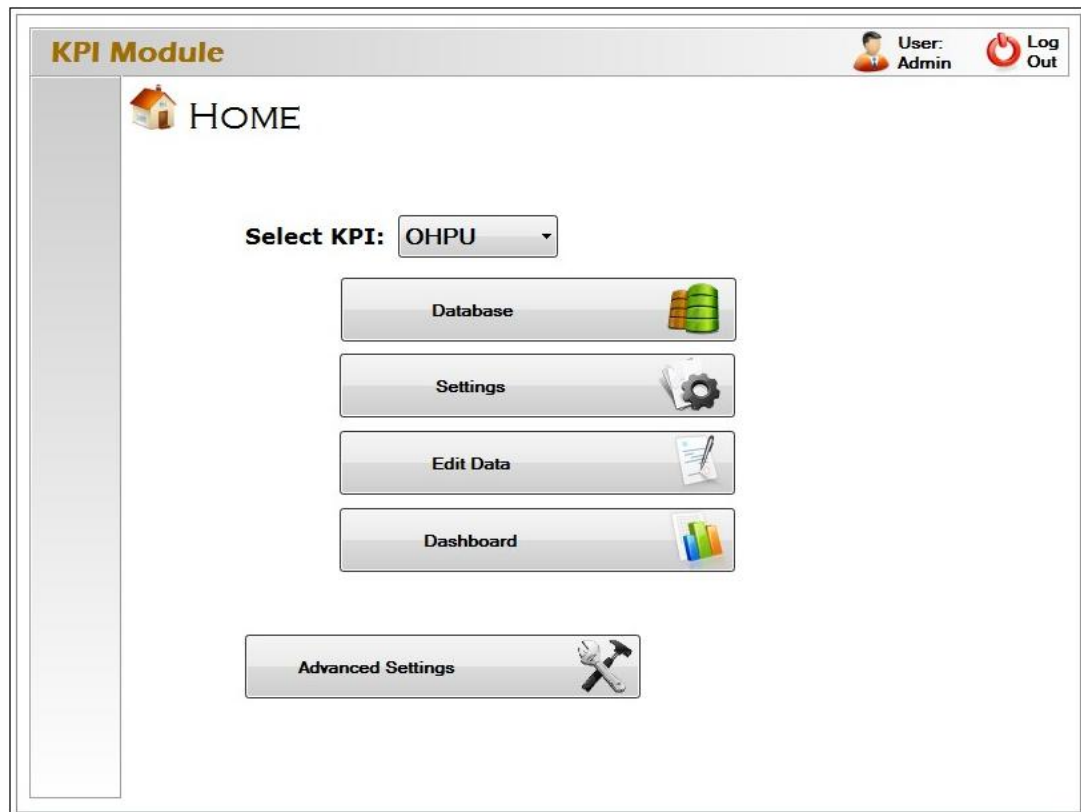 KPI Module
User:
Admin
Log
Out
HOME
Select KPI: OHPU
Database
Settings
Edit Data
Dashboard
Advanced Settings